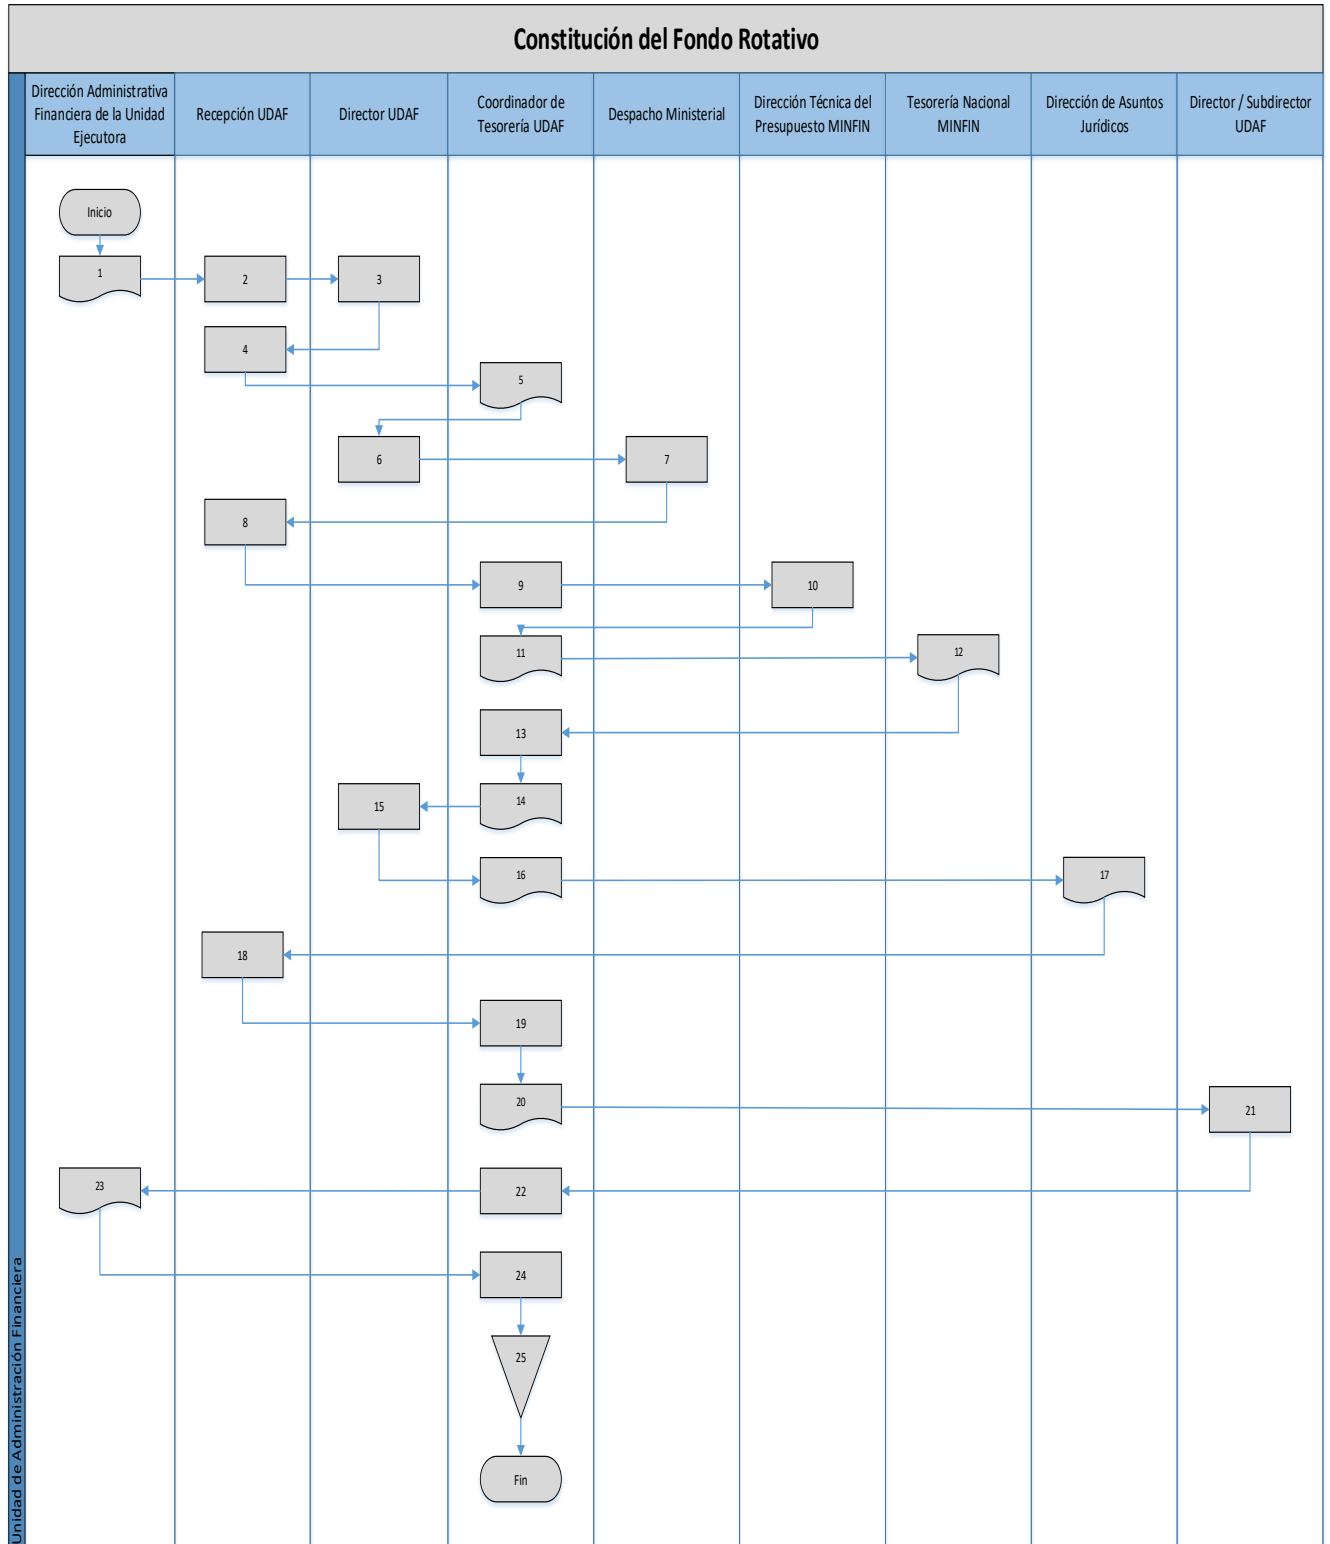 Constitución del Fondo Rotativo
Dirección Administrativa
Financiera de la Unidad
Ejecutora
Recepción UDAF
Director UDAF
Coordinador de
Tesorería UDAF
Despacho Ministerial
Dirección Técnica del
Presupuesto MINFIN
Tesorería Nacional
MINFIN
Dirección de Asuntos
Jurídicos
Director / Subdirector
UDAF
Inicio
1
2
3
4
5
6
7
8
9
10
11
12
13
14
15
16
17
18
19
20
21
22
23
24
25
Fin
Unidad de Administración Financiera